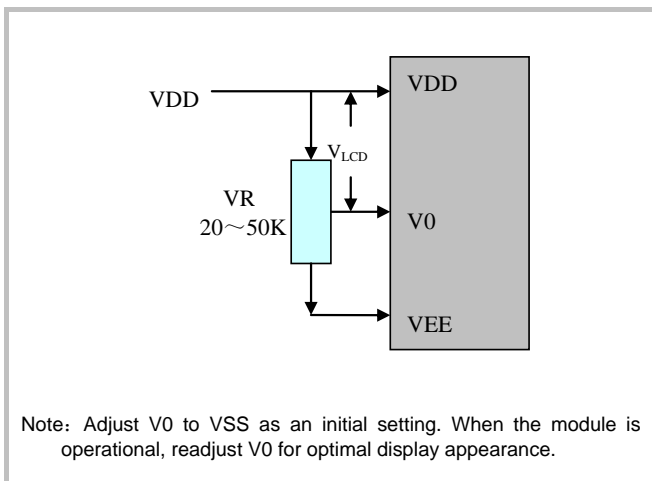 VDD
VDD
V_LCD
VR
20～50K
V0
VEE
Note：Adjust V0 to VSS as an initial setting. When the module is
operational, readjust V0 for optimal display appearance.